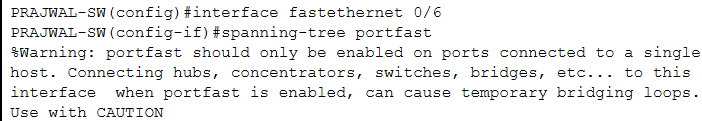 PRAJWAL-SW(config)#interface fastethernet 0/6
PRAJWAL-SW(config-if)#spanning-tree portfast
%Warning: portfast should only be enabled on ports connected to a single
host. Connecting hubs, concentrators, switches, bridges, etc... to this
interface  when portfast is enabled, can cause temporary bridging loops.
Use with CAUTION